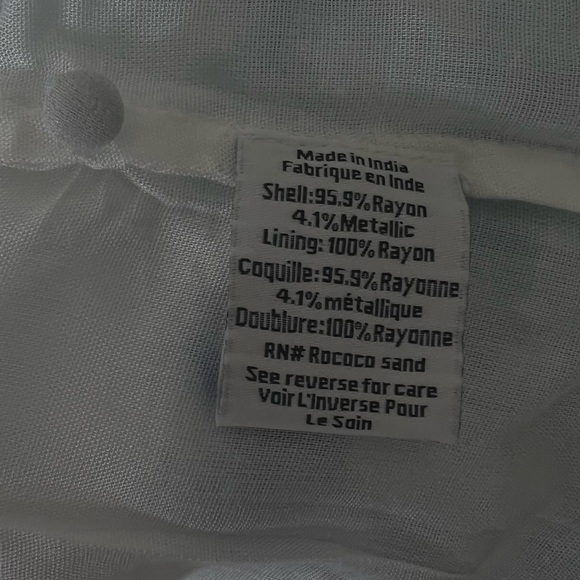 Made in India
Fabrique en Inde
Shell:95.9%Rayon
4.1%Metallic
Lining: 100% Rayon
Coquille:95.9%Rayonne
4.1% métallique
Doublure:100%Rayonne
RN# Rococo sand
See reverse for care
Voir L'Inverse Pour
Le Soin